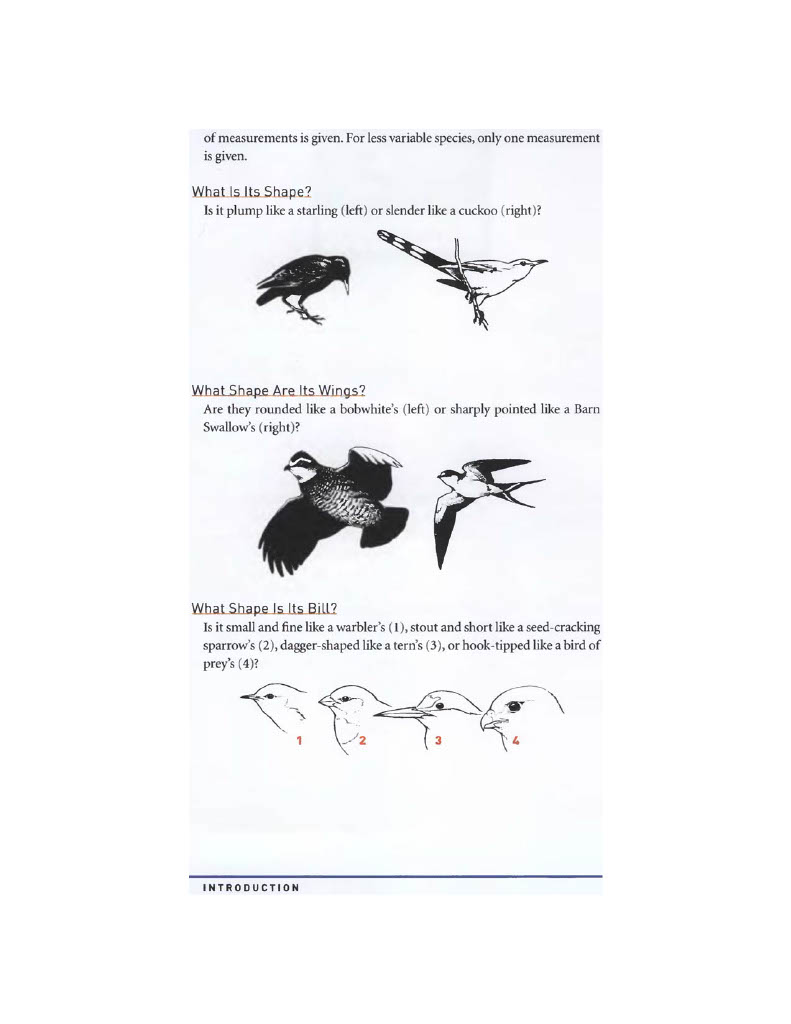 of measurements is given. For less variable species, only one measurement
is given.
What Is Its Shape?
Is it plump like a starling (left) or slender like a cuckoo (right)?
What Shape Are Its Wings?
Are they rounded like a bobwhite's (left) or sharply pointed like a Barn
Swallow's (right)?
What Shape Is Its Bill?
Is it small and fine like a warbler's (1), stout and short like a seed-cracking
sparrow's (2), dagger-shaped like a tern's (3), or hook-tipped like a bird of
prey's (4)?
1 2 3 4
INTRODUCTION